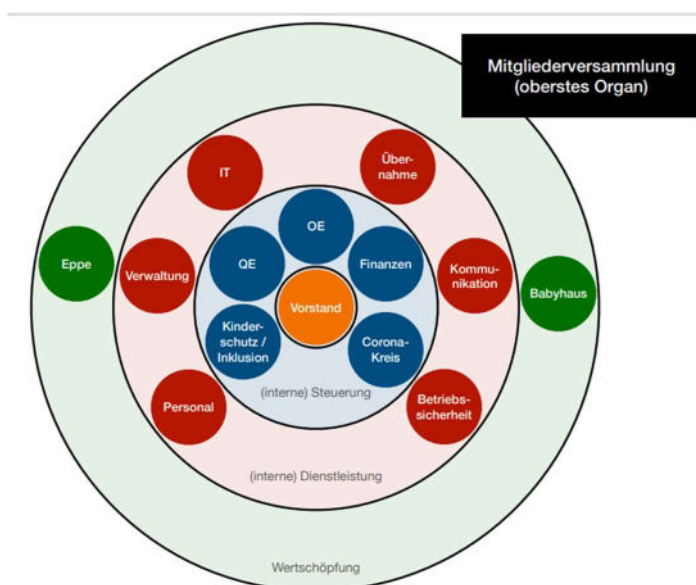 Mitgliederversammlung
(oberstes Organ)
IT
Über-
nahme
OE
QE
Finanzen
Eppe
Verwaltung
Kommu-
nikation
Babyhaus
Vorstand
Kinder-
schutz /
Inklusion
Corona-
Kreis
(interne) Steuerung
Personal
Betriebs-
sicherheit
(interne) Dienstleistung
Wertschöpfung